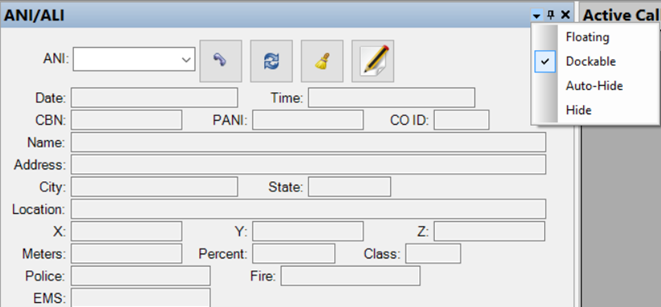 ANI/ALI
Active Cal
Floating
Dockable
Auto-Hide
Hide
ANI:
Date: Time:
CBN: PANI: CO ID:
Name:
Address:
City: State:
Location:
X: Y: Z:
Meters: Percent: Class:
Police: Fire:
EMS: